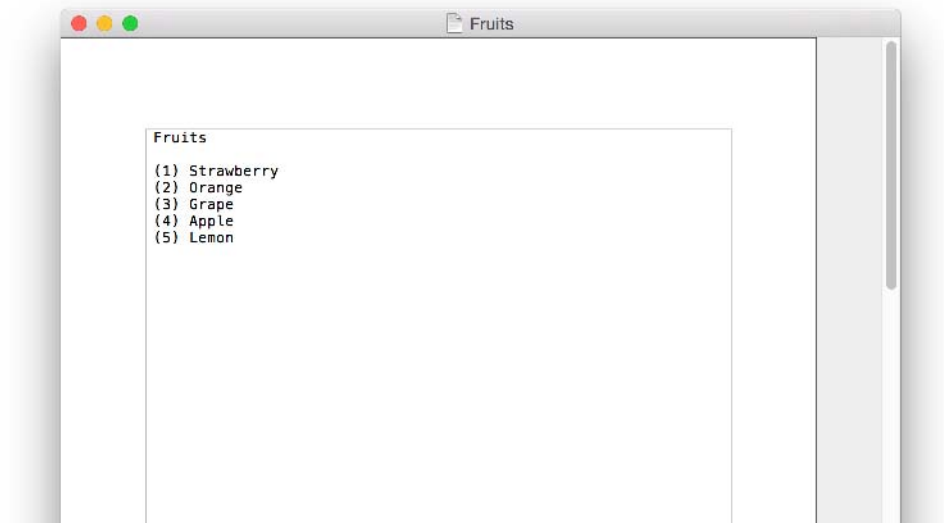 Fruits
Fruits
(1) Strawberry
(2) Orange
(3) Grape
(4) Apple
(5) Lemon